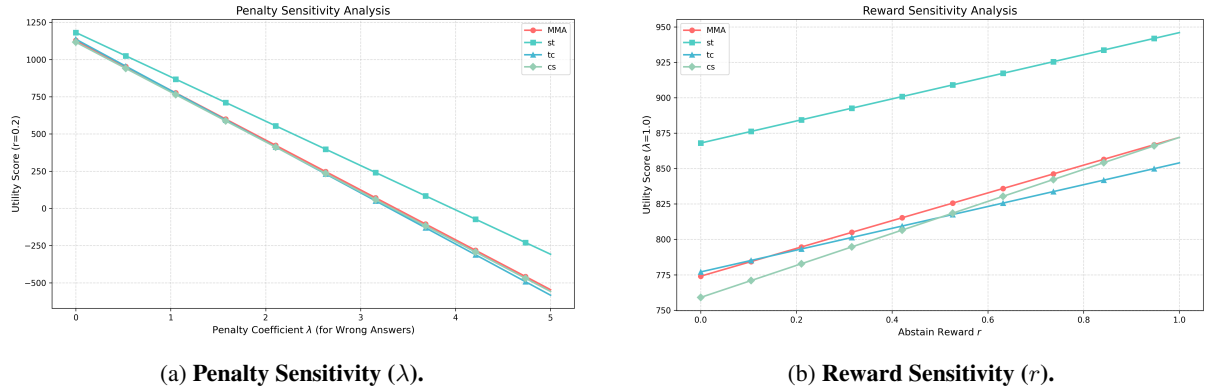 Penalty Sensitivity Analysis
1250
1000
750
500
250
0
−250
−500
Utility Score (r=0.2)
MMA
st
tc
cs
0
1
2
3
4
5
Penalty Coefficient λ (for Wrong Answers)
(a) Penalty Sensitivity (λ).
Reward Sensitivity Analysis
950
925
900
875
850
825
800
775
750
Utility Score (λ=1.0)
MMA
st
tc
cs
0.0
0.2
0.4
0.6
0.8
1.0
Abstain Reward r
(b) Reward Sensitivity (r).